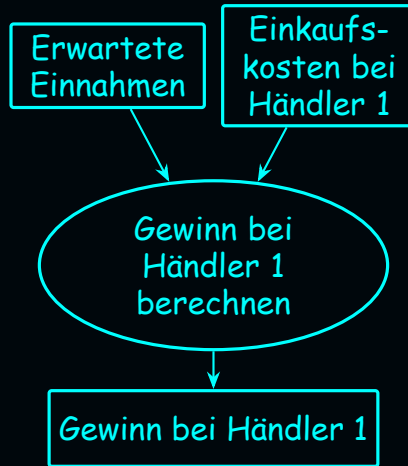 Erwartete
Einnahmen
Einkaufs-
kosten bei
Händler 1
Gewinn bei
Händler 1
berechnen
Gewinn bei Händler 1